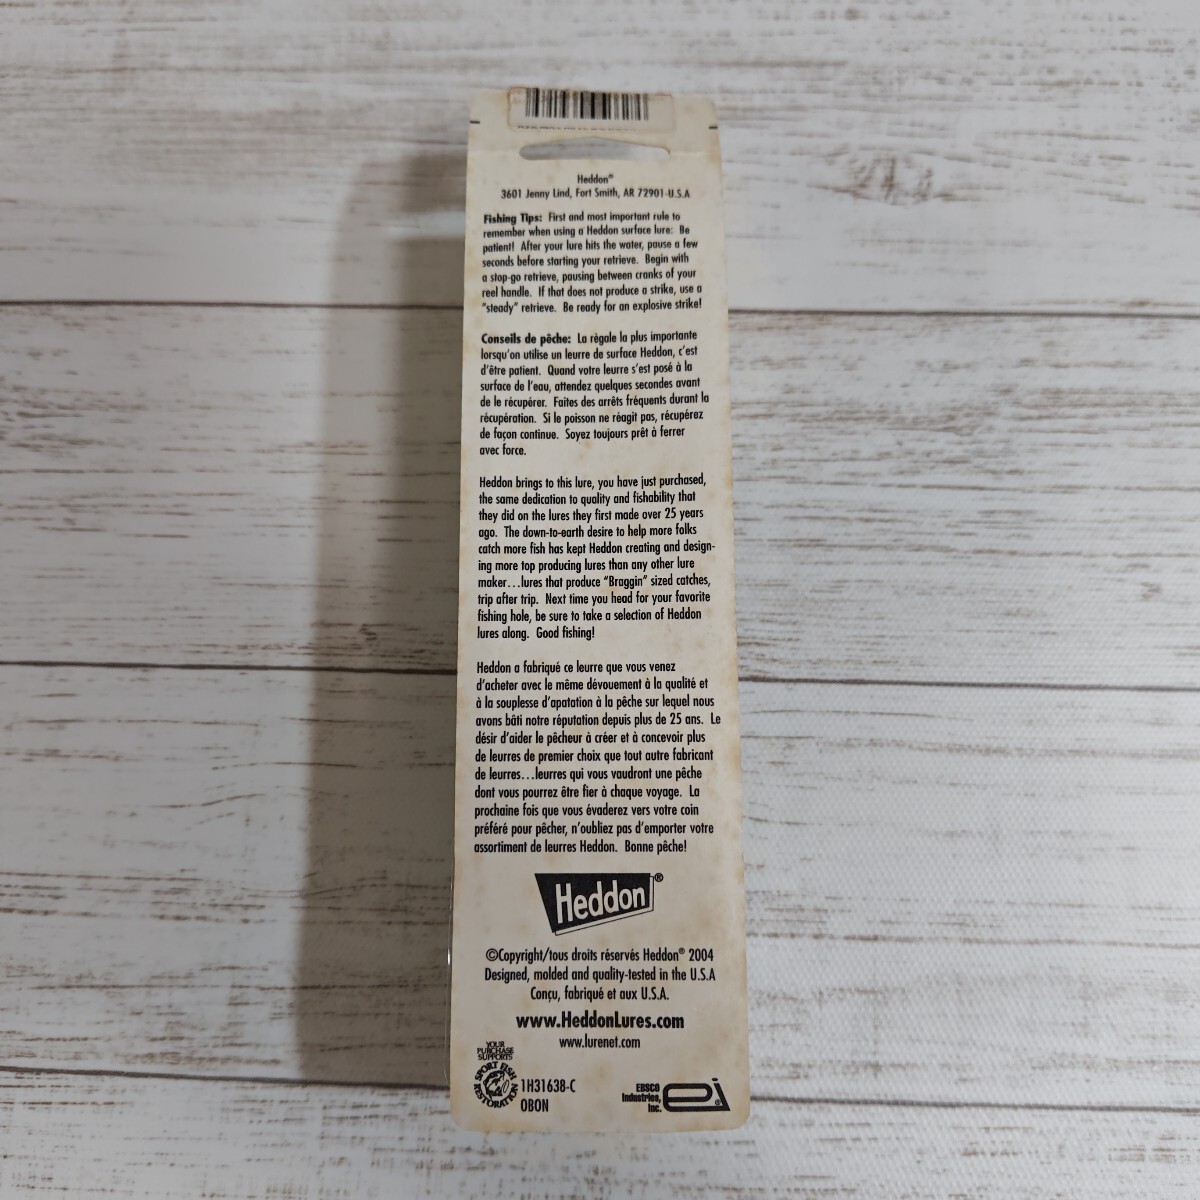 Heddon®
3601 Jenny Lind, Fort Smith, AR 72901 U.S.A
Fishing Tips: First and most important rule to
remember when using a Heddon surface lure: Be
patient! After your lure hits the water, pause a few
seconds before starting your retrieve. Begin with
a stop-go retrieve, pausing between cranks of your
reel handle. If that does not produce a strike, use a
"steady" retrieve. Be ready for an explosive strike!
Conseils de pêche: La règale la plus importante
lorsqu'on utilise un leurre de surface Heddon, c'est
d'être patient. Quand votre leurre s'est posé à la
surface de l'eau, attendez quelques secondes avant
de le récupérer. Faites des arrêts fréquents durant la
récupération. Si le poisson ne réagit pas, récupérez
de façon continue. Soyez toujours prêt à ferrer
avec force.
Heddon brings to this lure, you have just purchased,
the same dedication to quality and fishability that
they did on the lures they first made over 25 years
ago. The down-to-earth desire to help more folks
catch more fish has kept Heddon creating and design-
ing more top producing lures than any other lure
maker...lures that produce "Braggin" sized catches,
trip after trip. Next time you head for your favorite
fishing hole, be sure to take a selection of Heddon
lures along. Good fishing!
Heddon a fabriqué ce leurre que vous venez
d'acheter avec le même dévouement à la qualité et
à la souplesse d'apatation à la pêche sur lequel nous
avons bâti notre réputation depuis plus de 25 ans. Le
désir d'aider le pêcheur à créer et à concevoir plus
de leurres de premier choix que tout autre fabricant
de leurres...leurres qui vous vaudront une pêche
dont vous pourrez être fier à chaque voyage. La
prochaine fois que vous évaderez vers votre coin
préféré pour pêcher, n'oubliez pas d'emporter votre
assortiment de leurres Heddon. Bonne pêche!
Heddon®
©Copyright/tous droits réservés Heddon® 2004
Designed, molded and quality-tested in the U.S.A
Conçu, fabriqué et aux U.S.A.
www.HeddonLures.com
www.lurenet.com
YOUR
PURCHASE
SUPPORTS
SPORT FISH
RESTORATION
1H31638-C
OBON
EBSCO
Industries,
Inc.
ei®